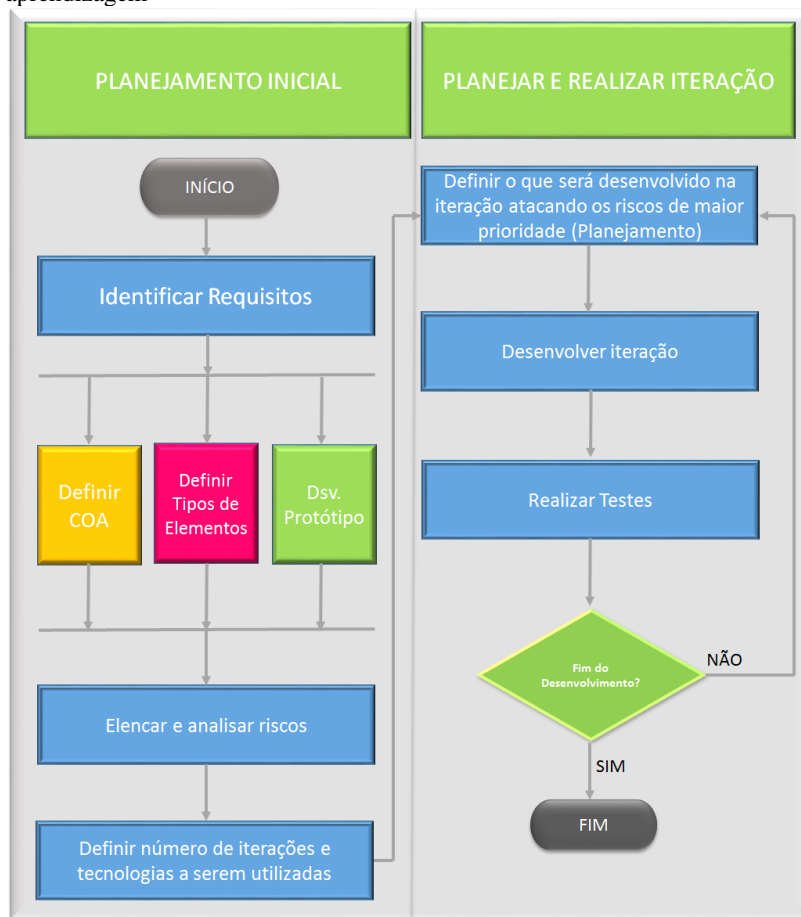 aprendizagem
PLANEJAMENTO INICIAL
INÍCIO
Identificar Requisitos
Definir
COA
Definir
Tipos de
Elementos
Dsv.
Protótipo
Elencar e analisar riscos
Definir número de iterações e
tecnologias a serem utilizadas
PLANEJAR E REALIZAR ITERAÇÃO
Definir o que será desenvolvido na
iteração atacando os riscos de maior
prioridade (Planejamento)
Desenvolver iteração
Realizar Testes
Fim do
Desenvolvimento?
NÃO
SIM
FIM